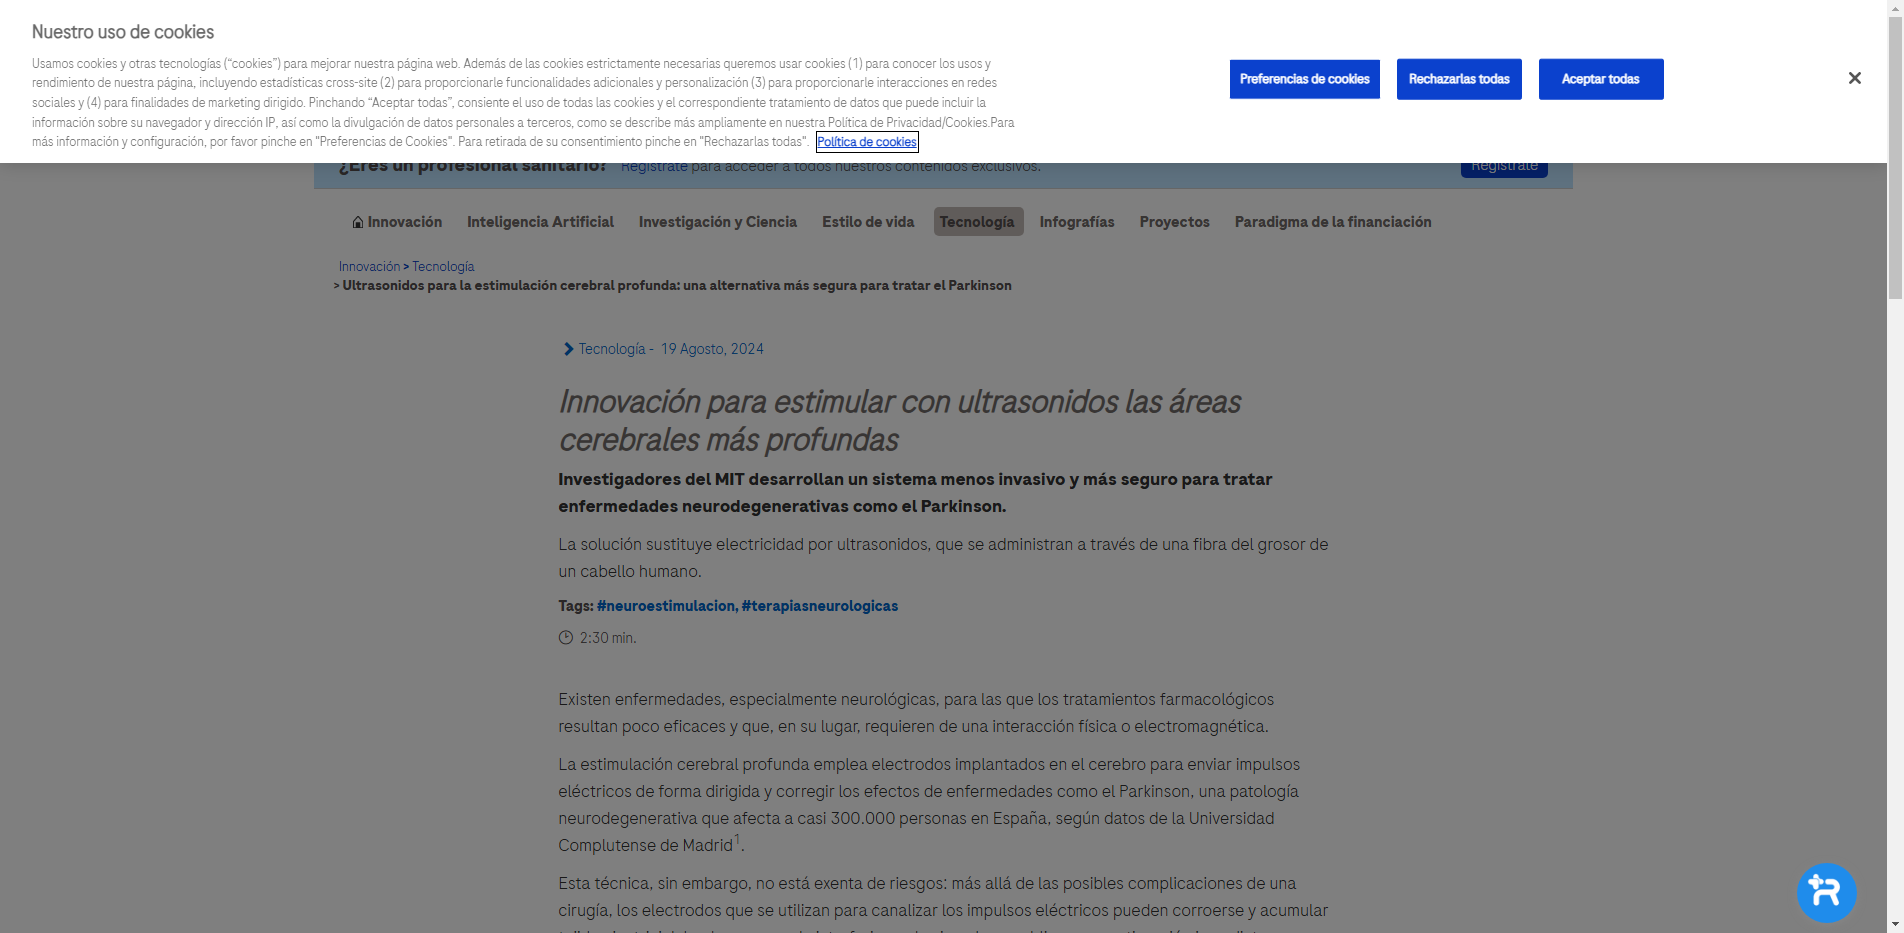 Nuestro uso de cookies
Usamos cookies y otras tecnologías (“cookies”) para mejorar nuestra página web. Además de las cookies estrictamente necesarias queremos usar cookies (1) para conocer los usos y
rendimiento de nuestra página, incluyendo estadísticas cross-site (2) para proporcionarle funcionalidades adicionales y personalización (3) para proporcionarle interacciones en redes
sociales y (4) para finalidades de marketing dirigido. Pinchando “Aceptar todas”, consiente el uso de todas las cookies y el correspondiente tratamiento de datos que puede incluir la
información sobre su navegador y dirección IP, así como la divulgación de datos personales a terceros, como se describe más ampliamente en nuestra Política de Privacidad/Cookies.Para
más información y configuración, por favor pinche en "Preferencias de Cookies". Para retirada de su consentimiento pinche en "Rechazarlas todas". Política de cookies
Preferencias de cookies
Rechazarlas todas
Aceptar todas
¿Eres un profesional sanitario? Regístrate para acceder a todos nuestros contenidos exclusivos.
Regístrate
Innovación Inteligencia Artificial Investigación y Ciencia Estilo de vida Tecnología Infografías Proyectos Paradigma de la financiación
Innovación > Tecnología
> Ultrasonidos para la estimulación cerebral profunda: una alternativa más segura para tratar el Parkinson
Tecnología - 19 Agosto, 2024
Innovación para estimular con ultrasonidos las áreas
cerebrales más profundas
Investigadores del MIT desarrollan un sistema menos invasivo y más seguro para tratar
enfermedades neurodegenerativas como el Parkinson.
La solución sustituye electricidad por ultrasonidos, que se administran a través de una fibra del grosor de
un cabello humano.
Tags: #neuroestimulacion, #terapiasneurologicas
2:30 min.
Existen enfermedades, especialmente neurológicas, para las que los tratamientos farmacológicos
resultan poco eficaces y que, en su lugar, requieren de una interacción física o electromagnética.
La estimulación cerebral profunda emplea electrodos implantados en el cerebro para enviar impulsos
eléctricos de forma dirigida y corregir los efectos de enfermedades como el Parkinson, una patología
neurodegenerativa que afecta a casi 300.000 personas en España, según datos de la Universidad
Complutense de Madrid1.
Esta técnica, sin embargo, no está exenta de riesgos: más allá de las posibles complicaciones de una
cirugía, los electrodos que se utilizan para canalizar los impulsos eléctricos pueden corroerse y acumular